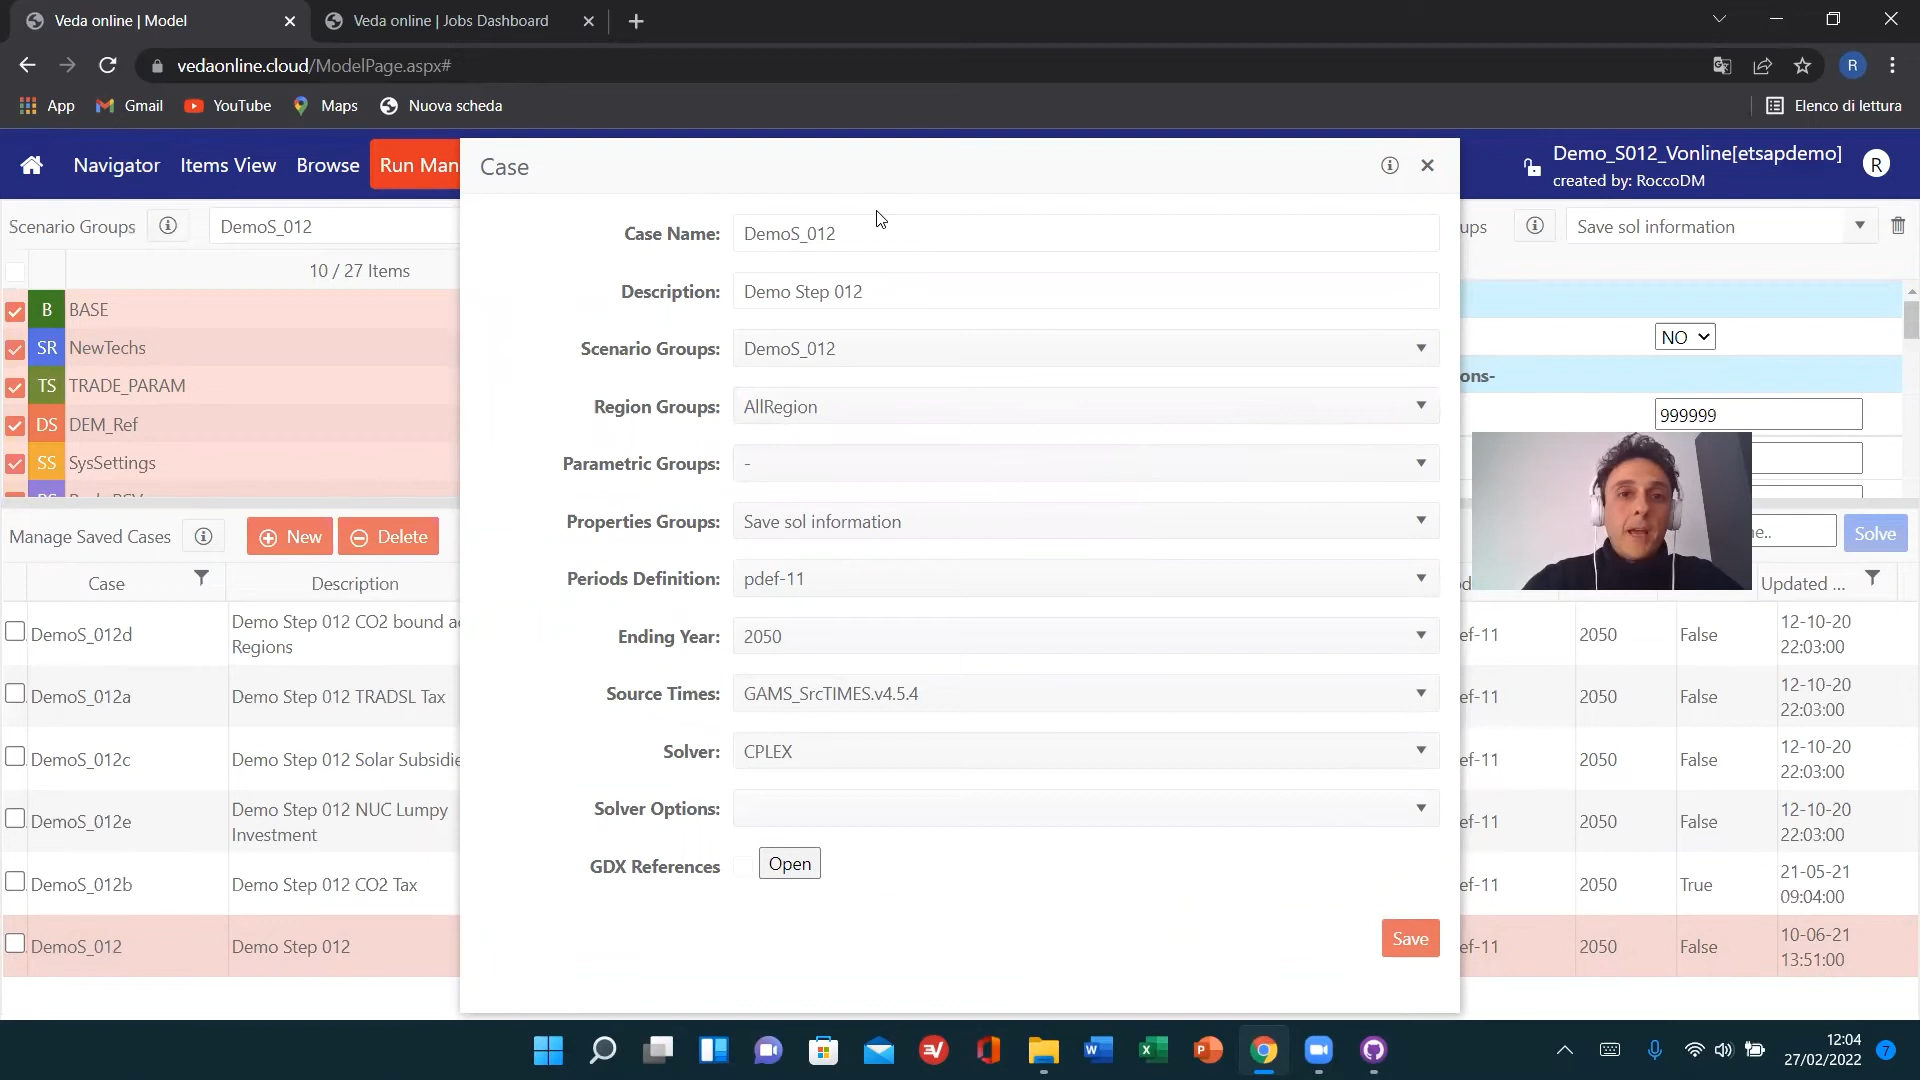 Veda online | Model
Veda online | Jobs Dashboard
vedaonline.cloud/ModelPage.aspx#
R
App
Gmail
YouTube
Maps
Nuova scheda
Elenco di lettura
Navigator
Items View
Browse
Run Man
Case
Demo_S012_Vonline[etsapdemo]
created by: RoccoDM
R
Scenario Groups
DemoS_012
ups
Save sol information
10 / 27 Items
B BASE
SR NewTechs
TS TRADE_PARAM
DS DEM_Ref
SS SysSettings
Case Name: DemoS_012
Description: Demo Step 012
Scenario Groups: DemoS_012
Region Groups: AllRegion
Parametric Groups: -
Properties Groups: Save sol information
Periods Definition: pdef-11
Ending Year: 2050
Source Times: GAMS_SrcTIMES.v4.5.4
Solver: CPLEX
Solver Options:
GDX References Open
Save
NO
ons-
999999
Manage Saved Cases
New
Delete
e..
Solve
Case Description
Updated ...
DemoS_012d Demo Step 012 CO2 bound a
Regions
ef-11 2050 False 12-10-20
22:03:00
DemoS_012a Demo Step 012 TRADSL Tax
ef-11 2050 False 12-10-20
22:03:00
DemoS_012c Demo Step 012 Solar Subsidie
ef-11 2050 False 12-10-20
22:03:00
DemoS_012e Demo Step 012 NUC Lumpy
Investment
ef-11 2050 False 12-10-20
22:03:00
DemoS_012b Demo Step 012 CO2 Tax
ef-11 2050 True 21-05-21
09:04:00
DemoS_012 Demo Step 012
ef-11 2050 False 10-06-21
13:51:00
12:04
27/02/2022
7